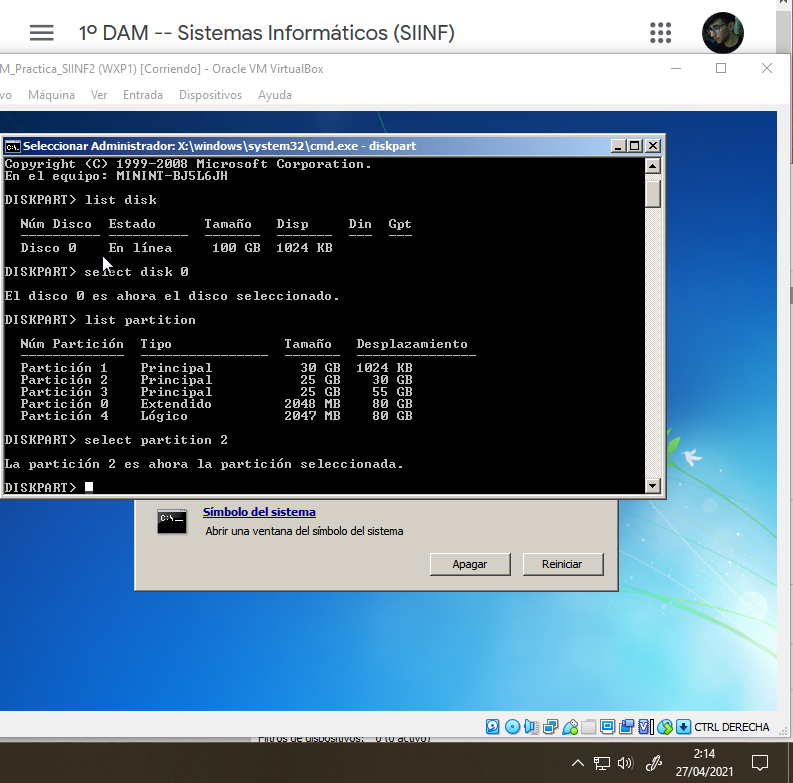 1º DAM -- Sistemas Informáticos (SIINF)
M_Practica_SIINF2 (WXP1) [Corriendo] - Oracle VM VirtualBox
vo Máquina Ver Entrada Dispositivos Ayuda
Seleccionar Administrador: X:\windows\system32\cmd.exe - diskpart
Copyright (C) 1999-2008 Microsoft Corporation.
En el equipo: MININT-BJ5L6JH
DISKPART> list disk
Núm Disco Estado Tamaño Disp Din Gpt
---------- ---------- ------- ------- --- ---
Disco 0 En línea 100 GB 1024 KB
DISKPART> select disk 0
El disco 0 es ahora el disco seleccionado.
DISKPART> list partition
Núm Partición Tipo Tamaño Desplazamiento
------------- ---------------- ------- ---------------
Partición 1 Principal 30 GB 1024 KB
Partición 2 Principal 25 GB 30 GB
Partición 3 Principal 25 GB 55 GB
Partición 0 Extendido 2048 MB 80 GB
Partición 4 Lógico 2047 MB 80 GB
DISKPART> select partition 2
La partición 2 es ahora la partición seleccionada.
DISKPART>
C:\_
Símbolo del sistema
Abrir una ventana del símbolo del sistema
Apagar Reiniciar
CTRL DERECHA
Filtros de dispositivos: 0 (0 activo)
2:14
27/04/2021